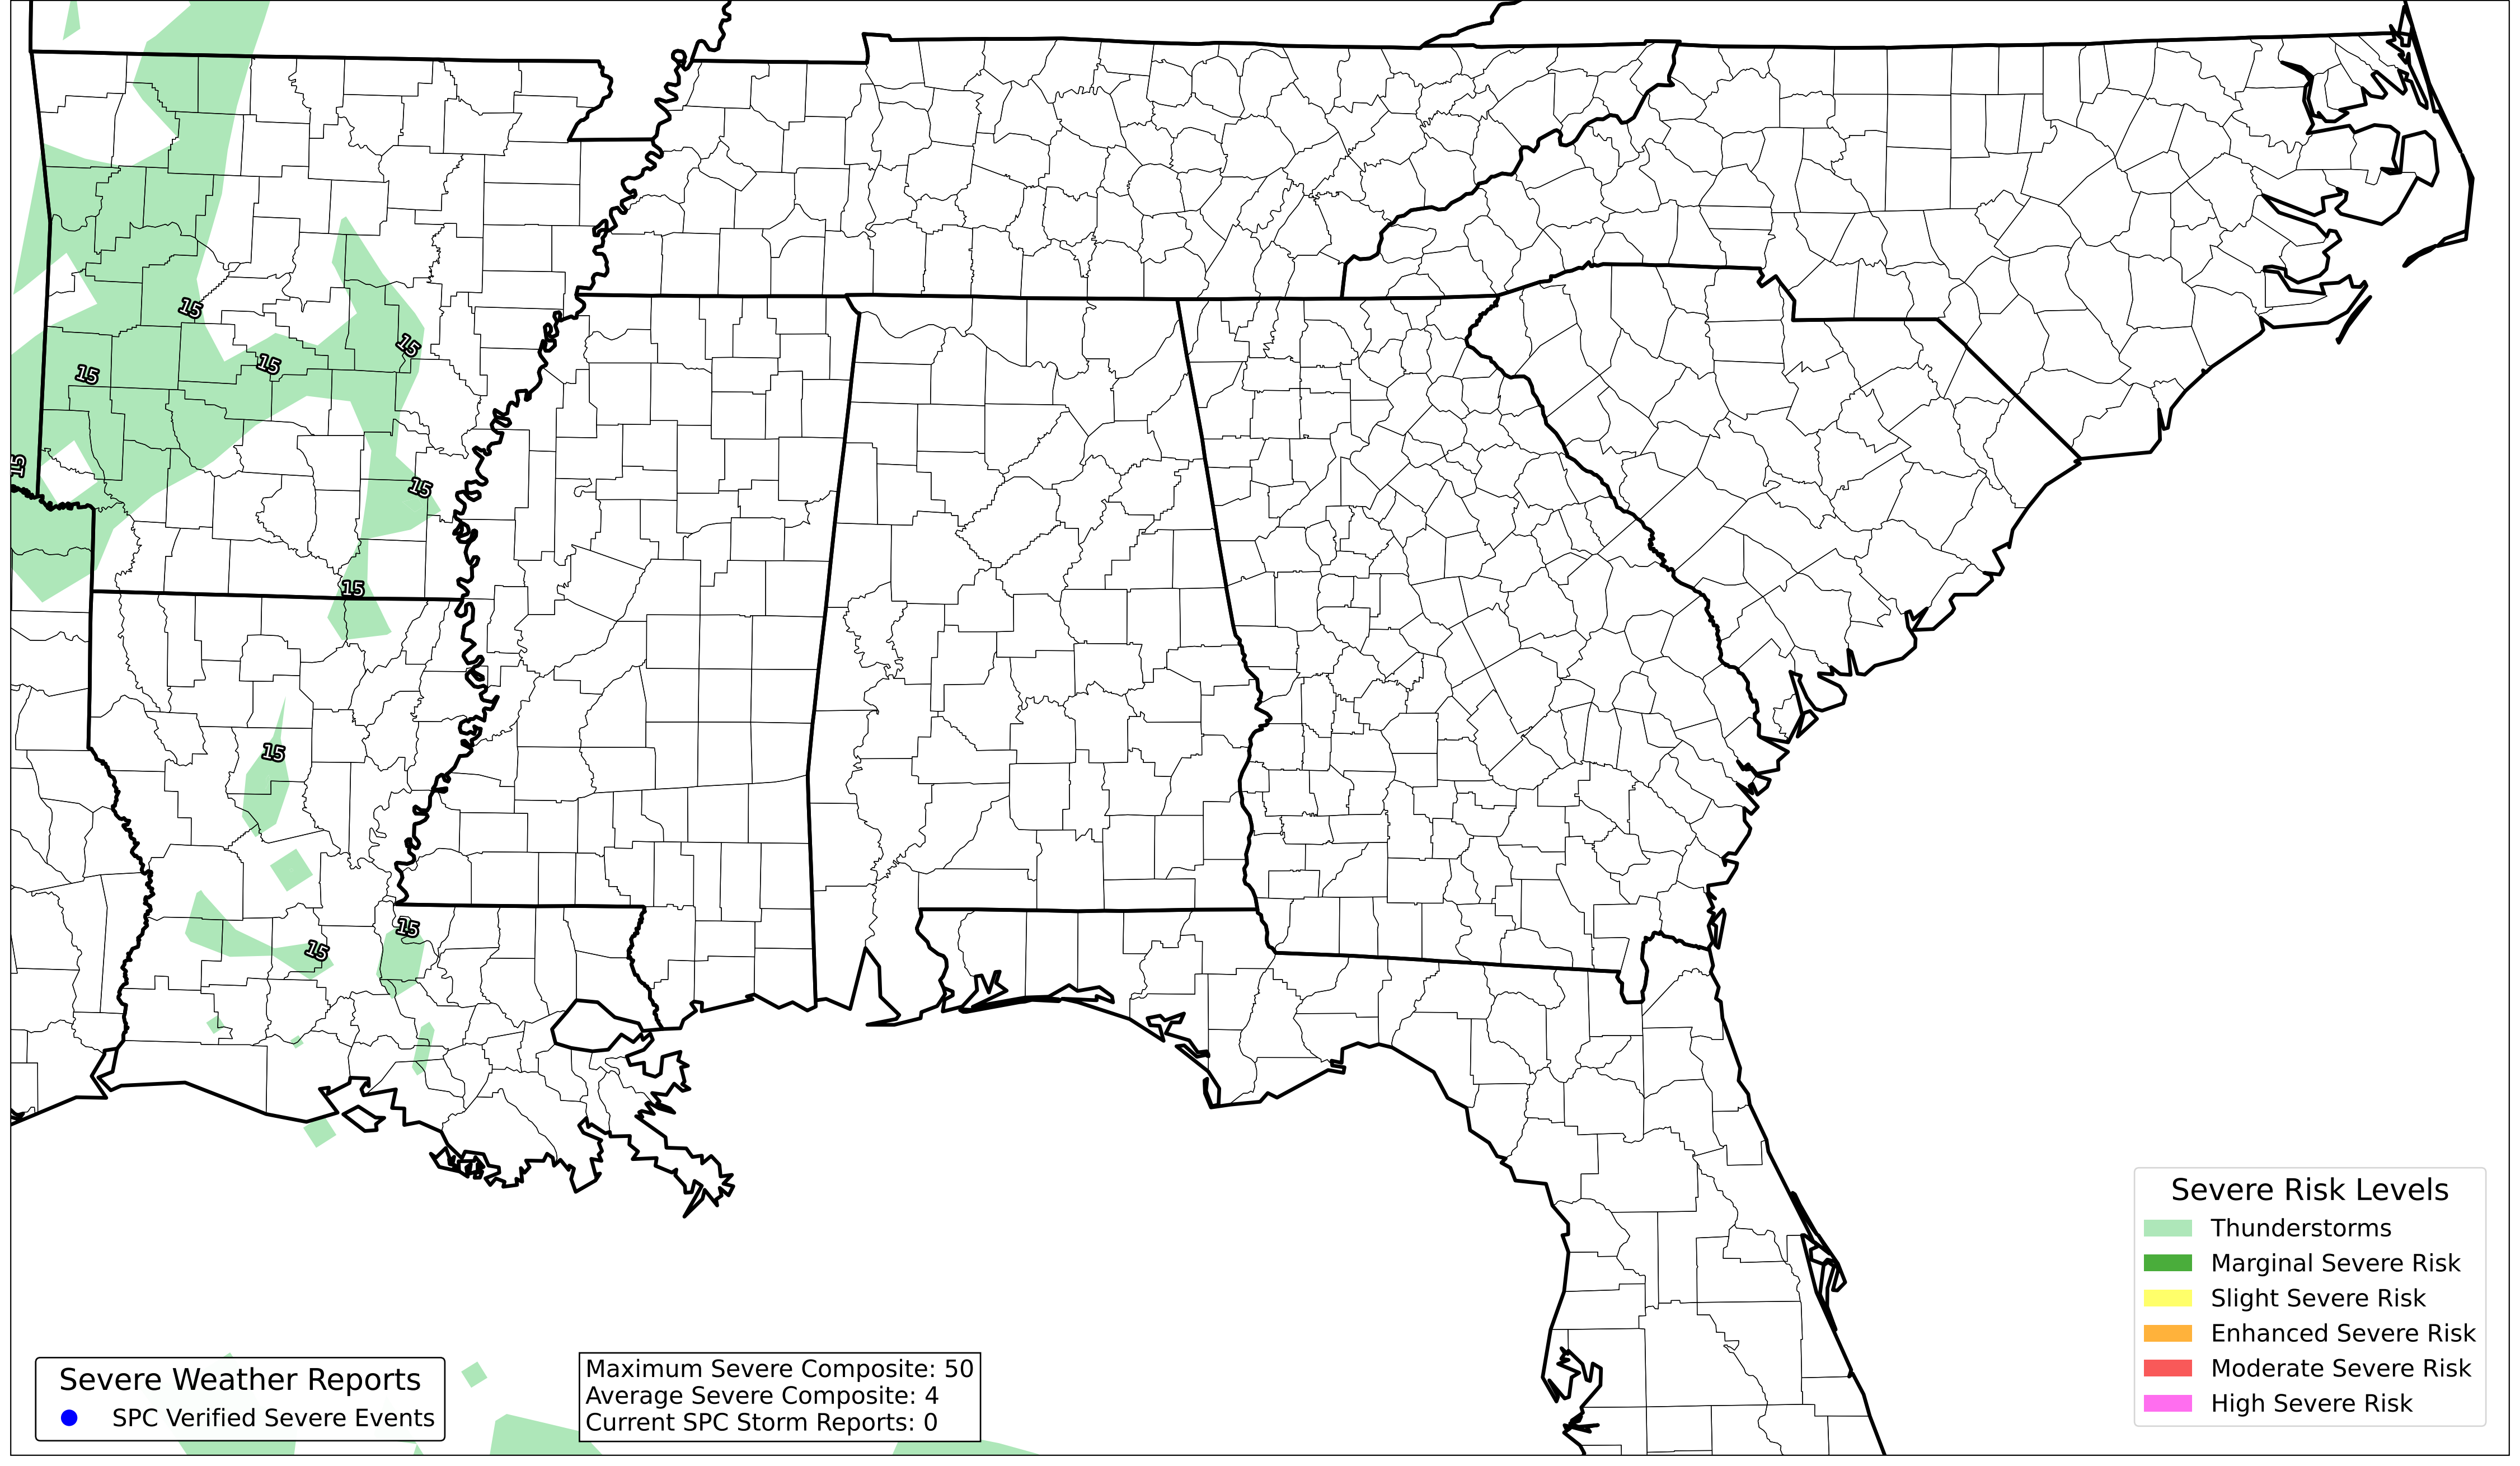 15
15
15
15
15
15
15
15
15
15
Severe Risk Levels
Thunderstorms
Marginal Severe Risk
Slight Severe Risk
Enhanced Severe Risk
Moderate Severe Risk
High Severe Risk
Severe Weather Reports
SPC Verified Severe Events
Maximum Severe Composite: 50
Average Severe Composite: 4
Current SPC Storm Reports: 0